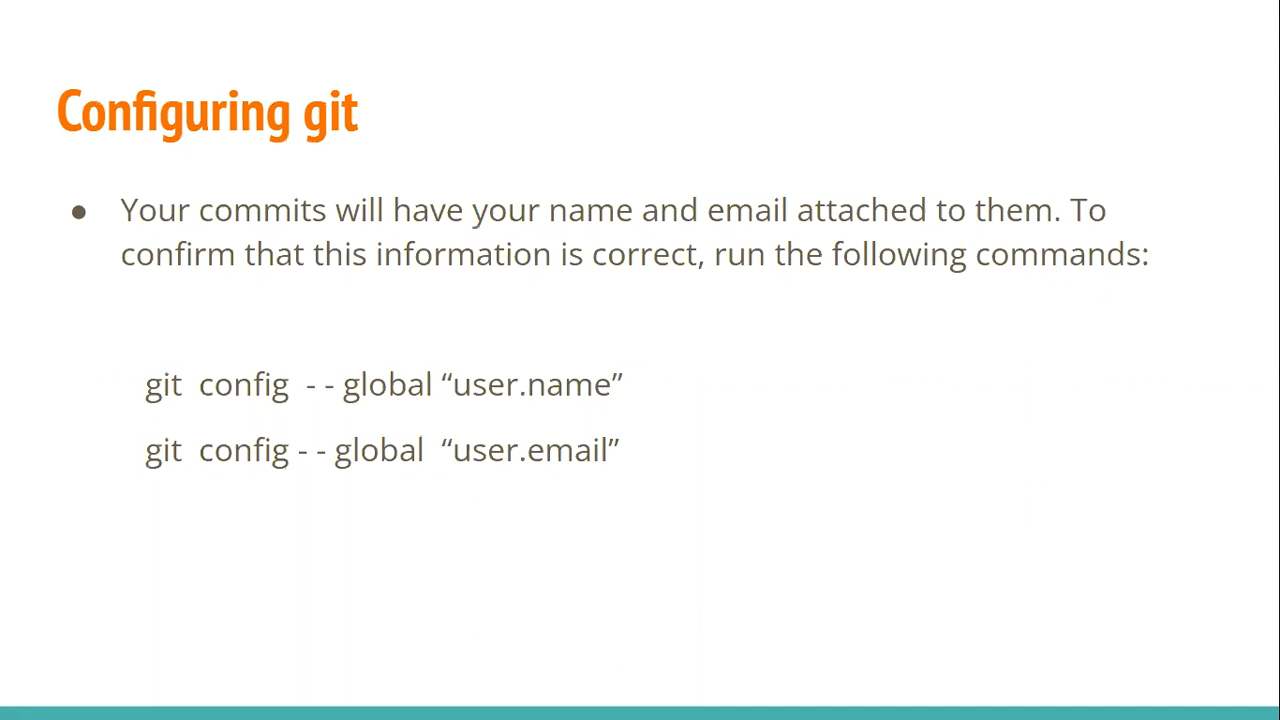 Configuring git
● Your commits will have your name and email attached to them. To
confirm that this information is correct, run the following commands:
git config - - global “user.name”
git config - - global “user.email”